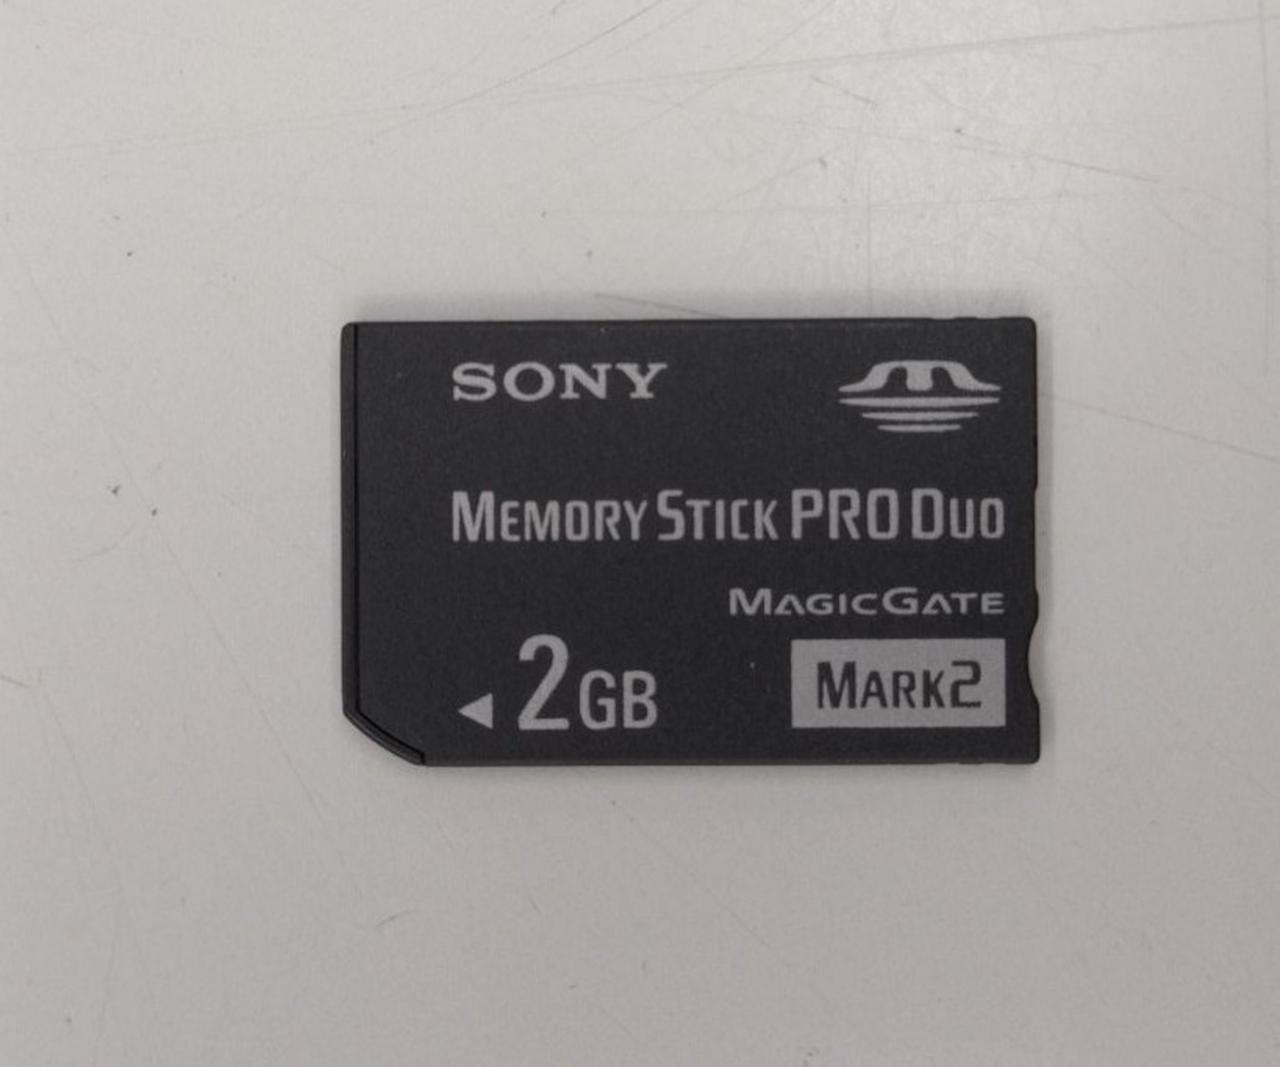 SONY
MEMORY STICK PRO DUO
MAGICGATE
2GB
MARK2